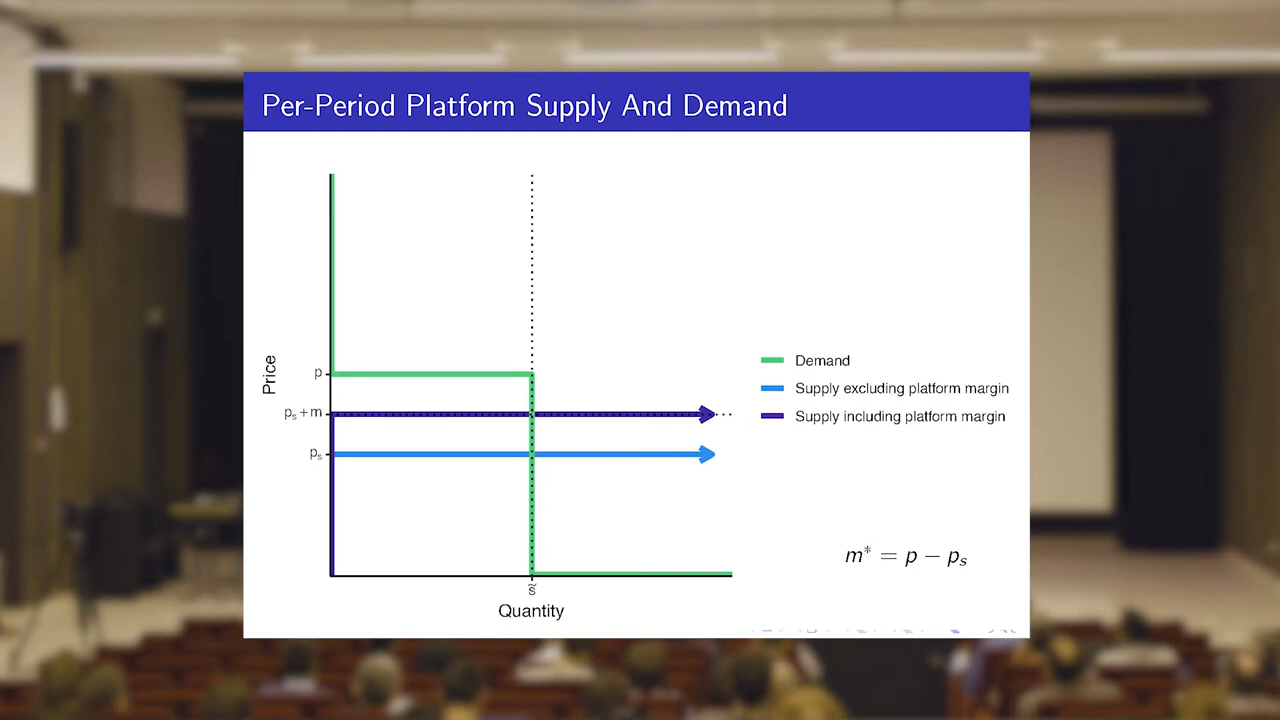 Per-Period Platform Supply And Demand
Price
p
pₛ + m
pₛ
s̃
Quantity
Demand
Supply excluding platform margin
Supply including platform margin
m* = p − pₛ